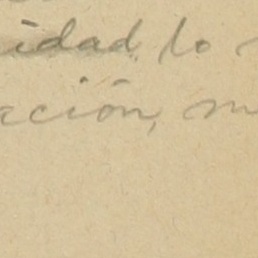 idad, lo
ación, m